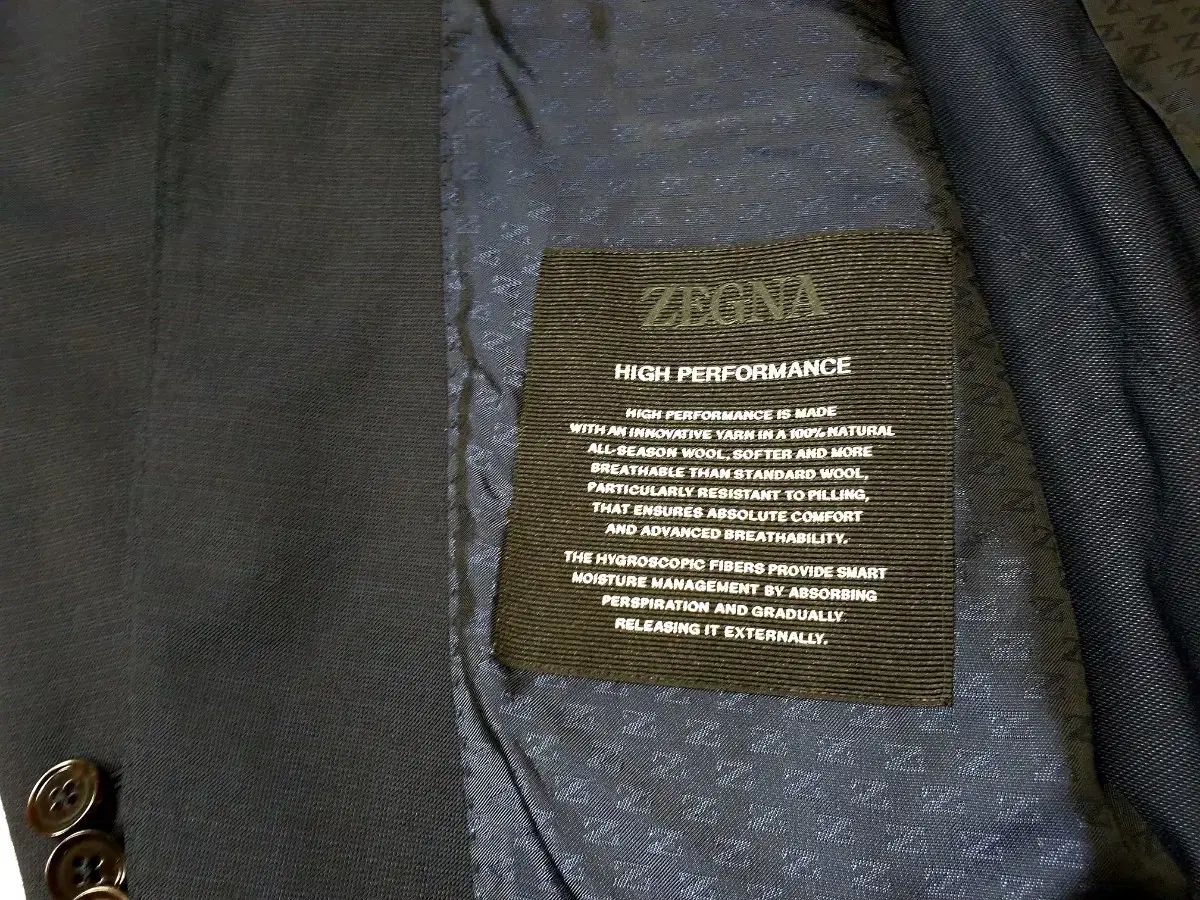 ZEGNA
HIGH PERFORMANCE
HIGH PERFORMANCE IS MADE
WITH AN INNOVATIVE YARN IN A 100% NATURAL
ALL-SEASON WOOL, SOFTER AND MORE
BREATHABLE THAN STANDARD WOOL,
PARTICULARLY RESISTANT TO PILLING,
THAT ENSURES ABSOLUTE COMFORT
AND ADVANCED BREATHABILITY.
THE HYGROSCOPIC FIBERS PROVIDE SMART
MOISTURE MANAGEMENT BY ABSORBING
PERSPIRATION AND GRADUALLY
RELEASING IT EXTERNALLY.